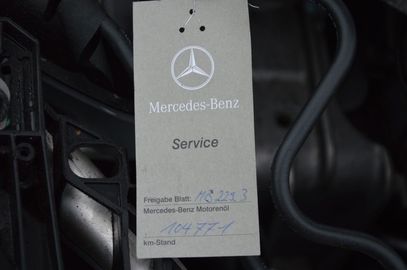 Mercedes-Benz
Service
Freigabe Blatt: MB 229.3
Mercedes-Benz Motorenöl
104771
km-Stand